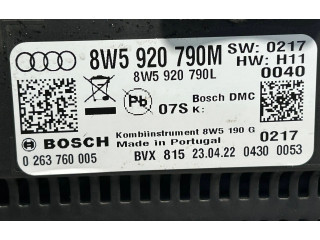 8W5 920 790M SW: 0217
8W5 920 790L HW: H11
0040
Pb 07S Bosch DMC
K:
BOSCH Kombiinstrument 8W5 190 G 0217
Made in Portugal
0 263 760 005 BVX 815 23.04.22 0430 0053